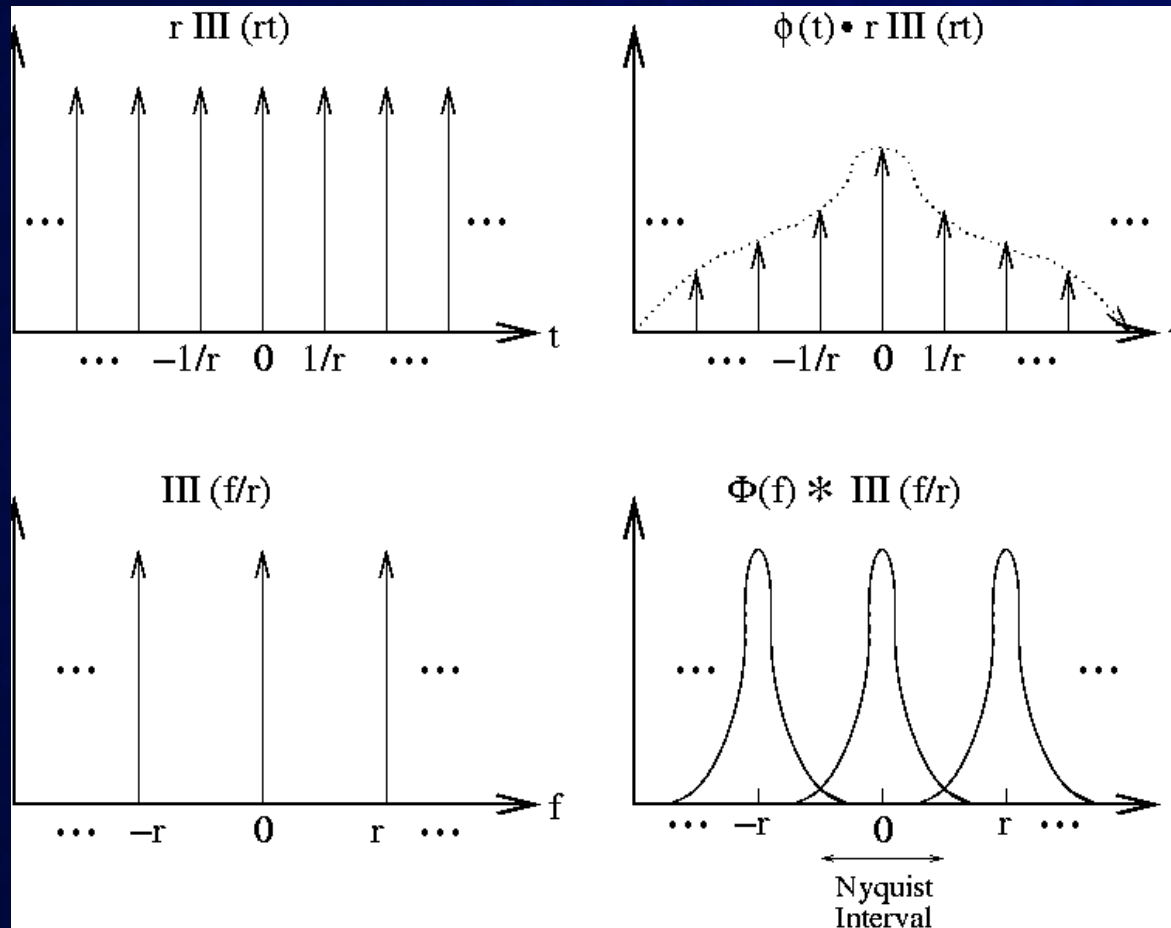 r III (rt)
ϕ(t) • r III (rt)
•••
•••
t
••• −1/r 0 1/r •••
•••
•••
••• −1/r 0 1/r •••
III (f/r)
Φ(f) * III (f/r)
•••
•••
f
••• −r 0 r •••
•••
•••
••• −r 0 r •••
Nyquist
Interval